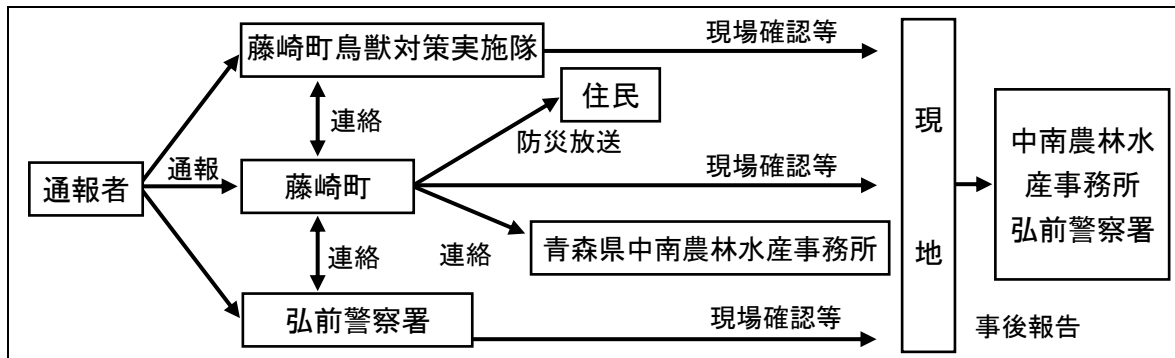 藤崎町鳥獣対策実施隊
現場確認等
連絡
住民
防災放送
通報者
通報
藤崎町
現場確認等
連絡
連絡
青森県中南農林水産事務所
弘前警察署
現場確認等
現
地
中南農林水
産事務所
弘前警察署
事後報告